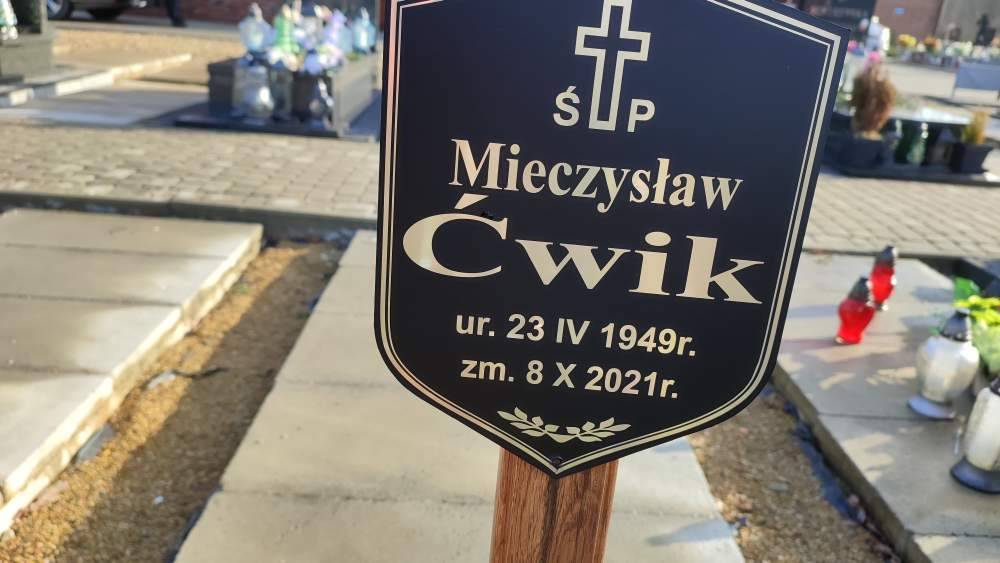 Ś P
Mieczysław
Ćwik
ur. 23 IV 1949r.
zm. 8 X 2021r.